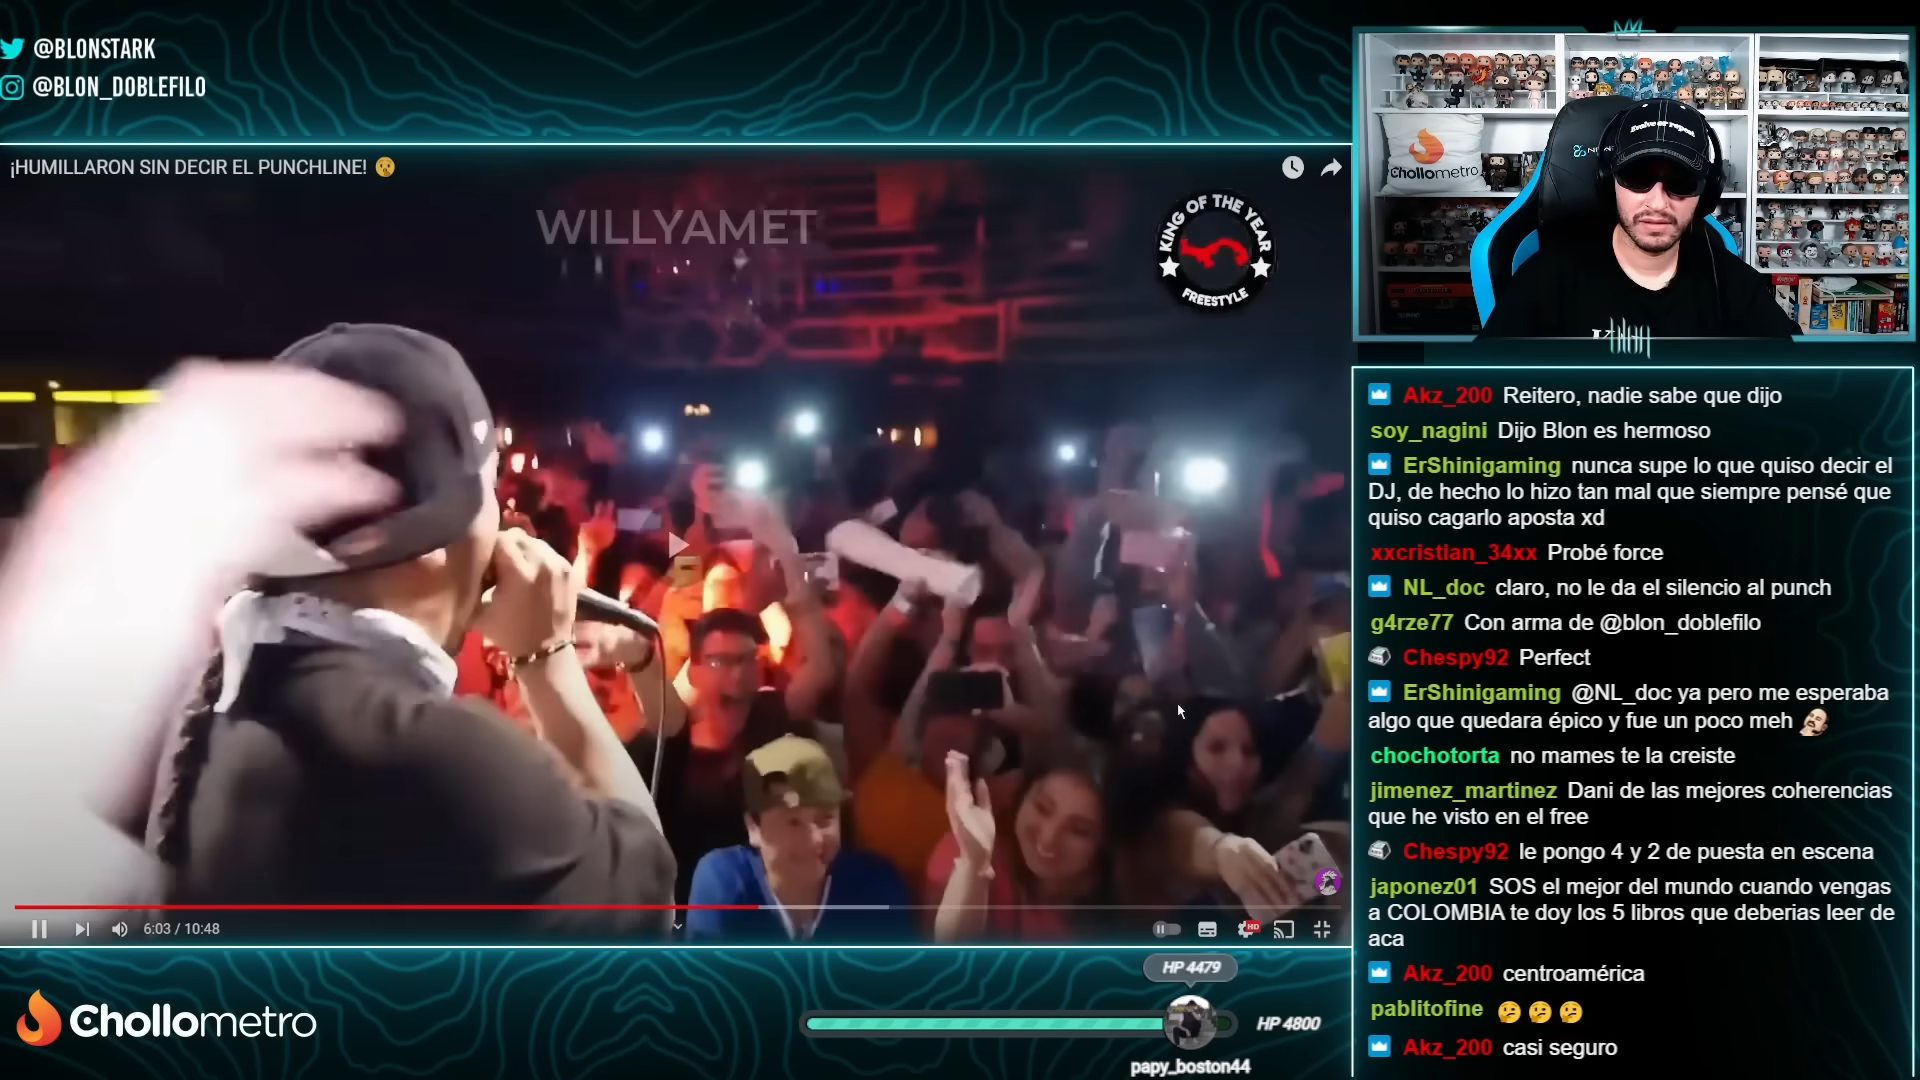 @BLONSTARK
@BLON_DOBLEFILO
¡HUMILLARON SIN DECIR EL PUNCHLINE! 🤫
WILLYAMET
KING OF THE YEAR
FREESTYLE
6:03 / 10:48
HD
Chollometro
HP 4479
HP 4800
papy_boston44
Evolve or repeat
Chollometro
Akz_200 Reitero, nadie sabe que dijo
soy_nagini Dijo Blon es hermoso
ErShinigaming nunca supe lo que quiso decir el
DJ, de hecho lo hizo tan mal que siempre pensé que
quiso cagarlo aposta xd
xxcristian_34xx Probé force
NL_doc claro, no le da el silencio al punch
g4rze77 Con arma de @blon_doblefilo
Chespy92 Perfect
ErShinigaming @NL_doc ya pero me esperaba
algo que quedara épico y fue un poco meh
chochotorta no mames te la creiste
jimenez_martinez Dani de las mejores coherencias
que he visto en el free
Chespy92 le pongo 4 y 2 de puesta en escena
japonez01 SOS el mejor del mundo cuando vengas
a COLOMBIA te doy los 5 libros que deberias leer de
aca
Akz_200 centroamérica
pablitofine 🤔 🤔 🤔
Akz_200 casi seguro